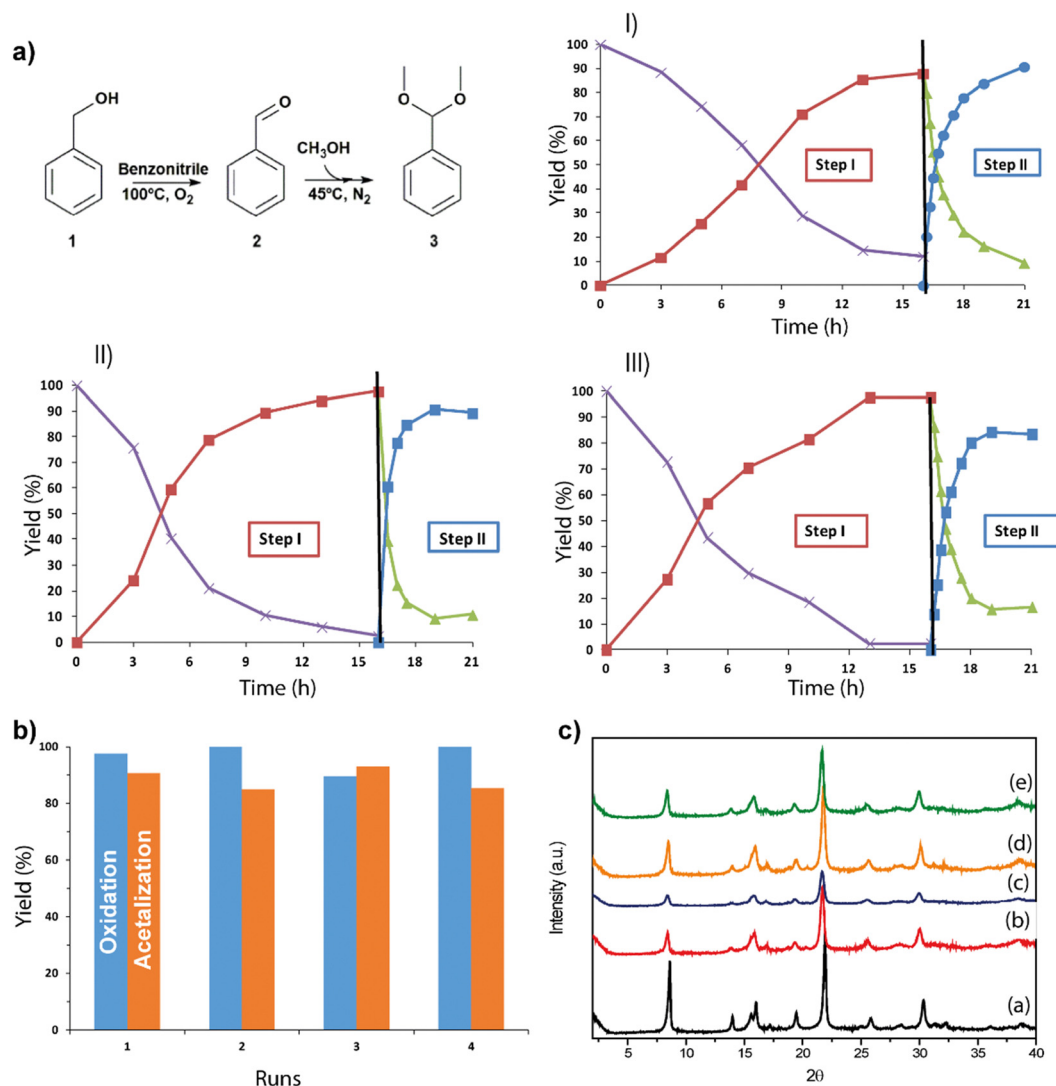 a)
OH
Benzonitrile
100ºC, O2
O
CH3OH
45ºC, N2
O O
1 2 3
I)
Yield (%)
100
90
80
70
60
50
40
30
20
10
0
Step I
Step II
0 3 6 9 12 15 18 21
Time (h)
II)
Yield (%)
100
90
80
70
60
50
40
30
20
10
0
Step I
Step II
0 3 6 9 12 15 18 21
Time (h)
III)
Yield (%)
100
90
80
70
60
50
40
30
20
10
0
Step I
Step II
0 3 6 9 12 15 18 21
Time (h)
b)
Yield (%)
100
80
60
40
80
0
Oxidation
Acetalization
1 2 3 4
Runs
c)
Intensity (a.u.)
(e)
(d)
(c)
(b)
(a)
5 10 15 20 25 30 35 40
2θ